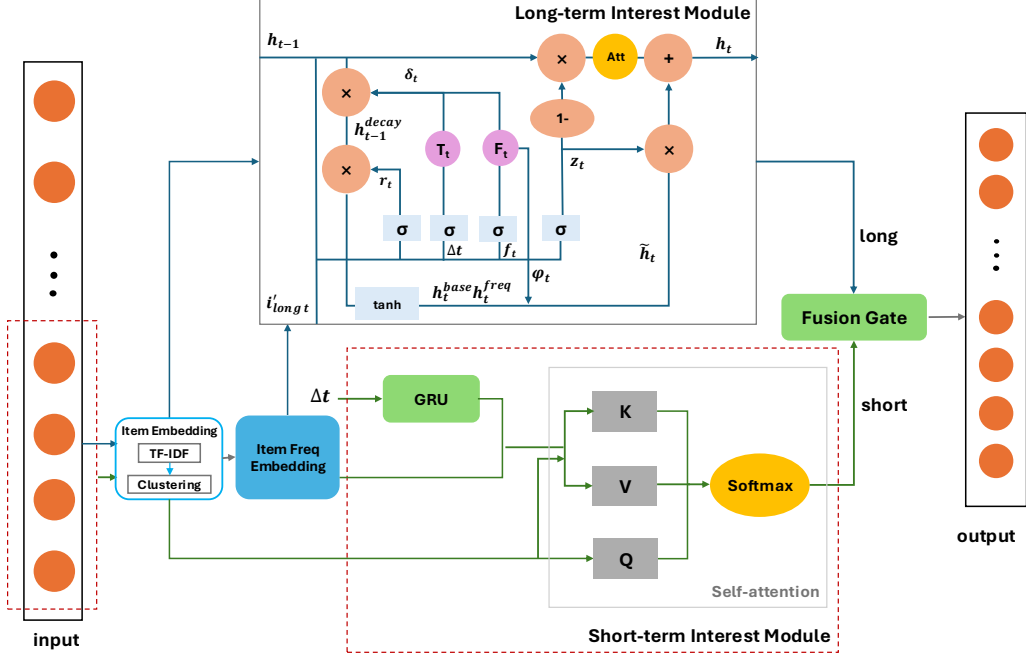 Long-term Interest Module
h_{t-1}
h_t
×
Att
+
δ_t
×
1-
h_{t-1}^{decay}
T_t
F_t
z_t
×
×
r_t
σ
σ
σ
σ
Δt
f_t
h̃_t
φ_t
i'_{long t}
tanh
h_t^{base} h_t^{freq}
long
Fusion Gate
Δt
GRU
short
K
Item Embedding
TF-IDF
Clustering
Item Freq
Embedding
V
Softmax
Q
output
Self-attention
input
Short-term Interest Module